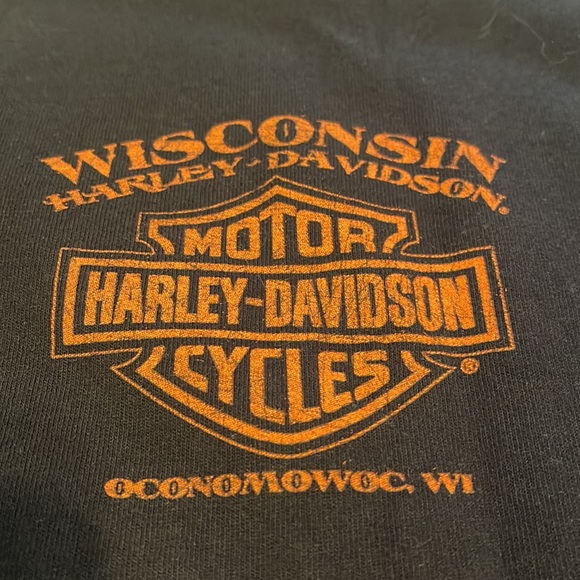 WISCONSIN
HARLEY-DAVIDSON®
MOTOR
HARLEY-DAVIDSON
CYCLES
®
OCONOMOWOC, WI